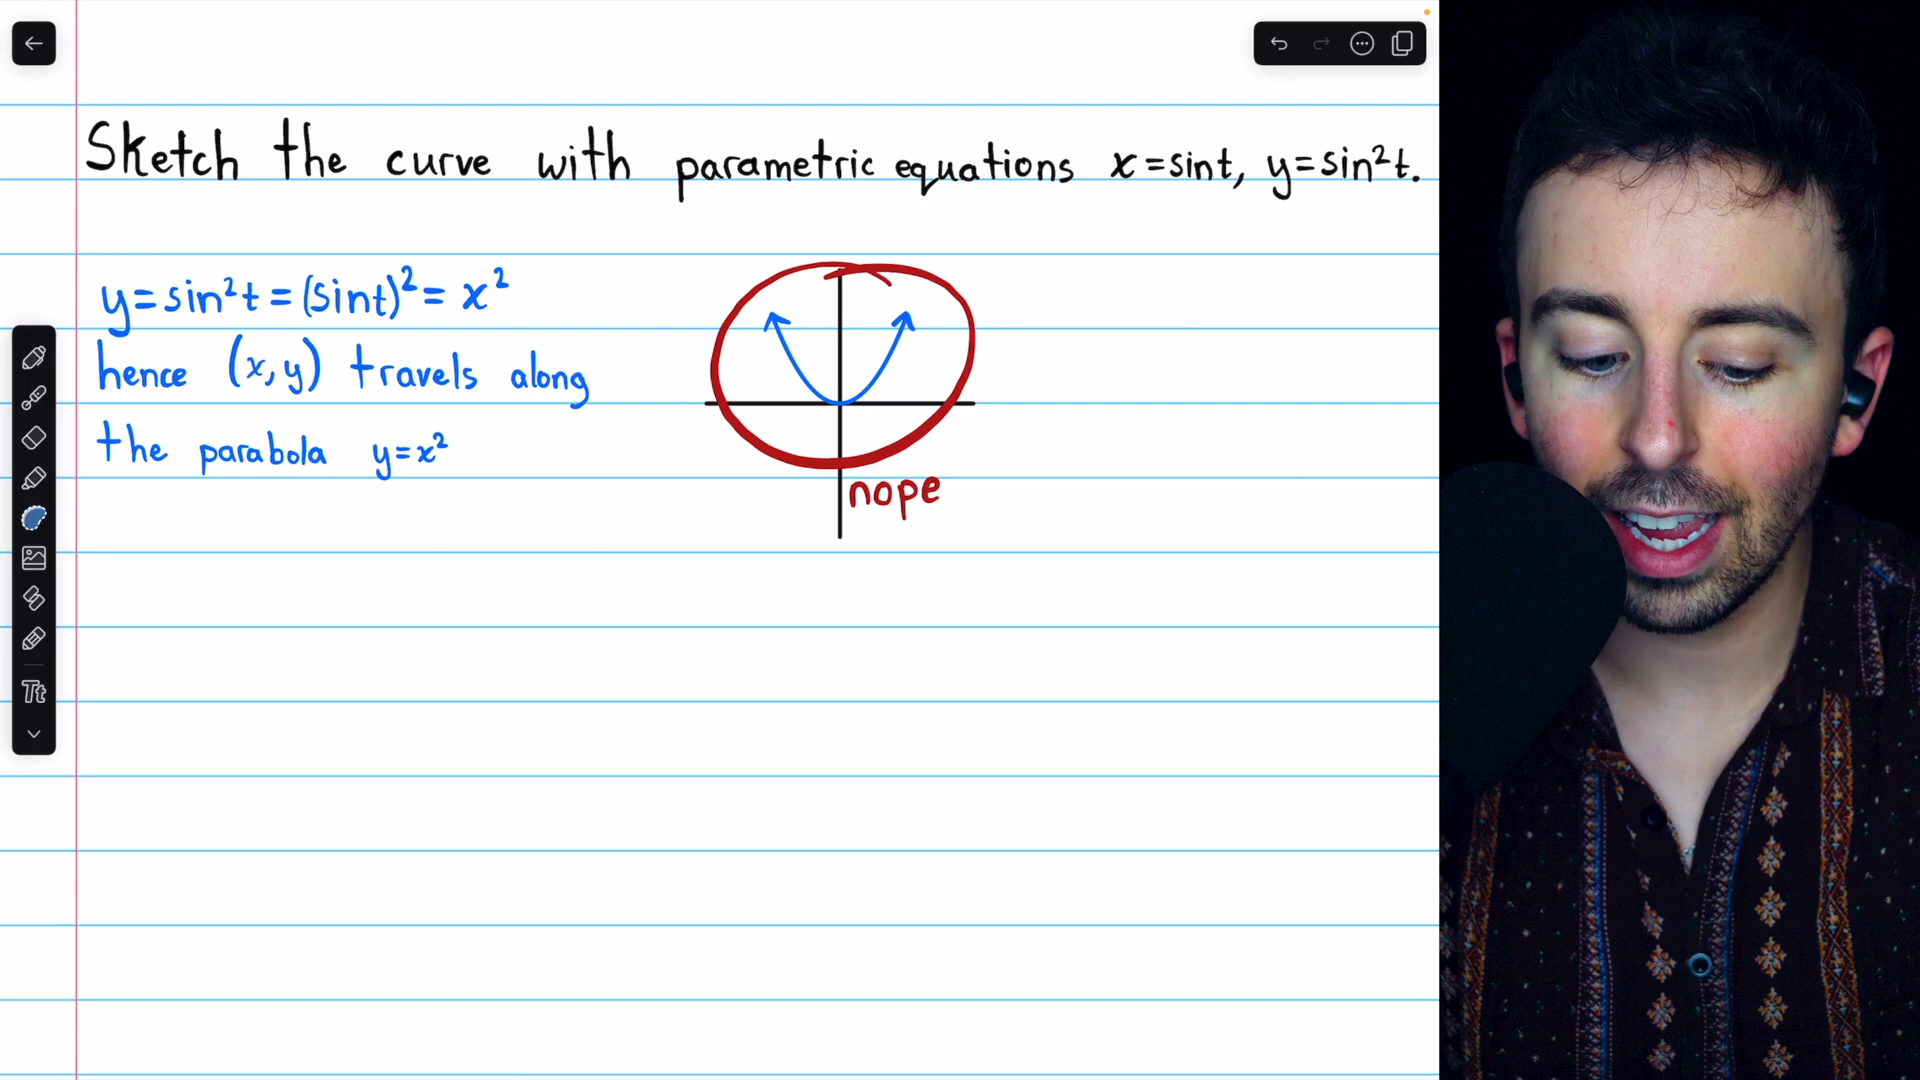 Sketch the curve with parametric equations x=sint, y=sin²t.
y=sin²t=(sint)²=x²
hence (x,y) travels along
the parabola y=x²
nope
Tt